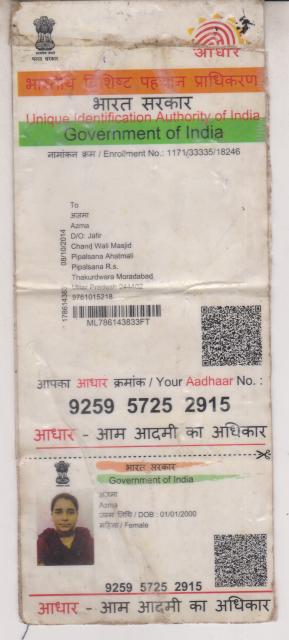 भारत सरकार
आधार
भारतीय विशिष्ट पहचान प्राधिकरण
भारत सरकार
Unique Identification Authority of India
Government of India
नामांकन क्रम / Enrollment No.: 1171/33335/18246
08/10/2014
To
अज़मा
Azma
D/O: Jafir
Chand Wali Masjid
Pipalsana Ahatmali
Pipalsana R.s.
Thakurdwara Moradabad
Uttar Pradesh 244402
9761015218
ML786143833FT
आपका आधार क्रमांक / Your Aadhaar No. :
9259 5725 2915
आधार - आम आदमी का अधिकार
भारत सरकार
Government of India
अज़मा
Azma
जन्म तिथि / DOB : 01/01/2000
महिला / Female
9259 5725 2915
आधार - आम आदमी का अधिकार